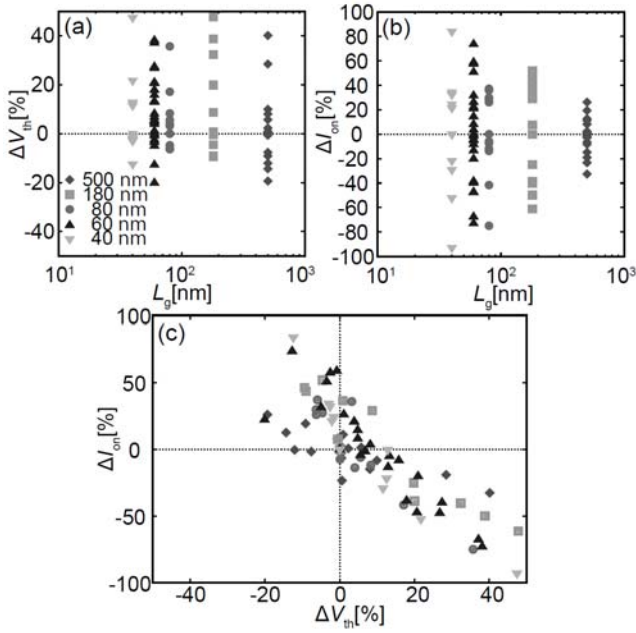 (a)
ΔVth[%]
40
20
0
-20
-40
500 nm
180 nm
80 nm
60 nm
40 nm
10¹ 10² 10³
Lg[nm]
(b)
ΔIon[%]
100
80
60
40
20
0
-20
-40
-60
-80
-100
10¹ 10² 10³
Lg[nm]
(c)
ΔIon[%]
100
50
0
-50
-100
-40 -20 0 20 40
ΔVth[%]